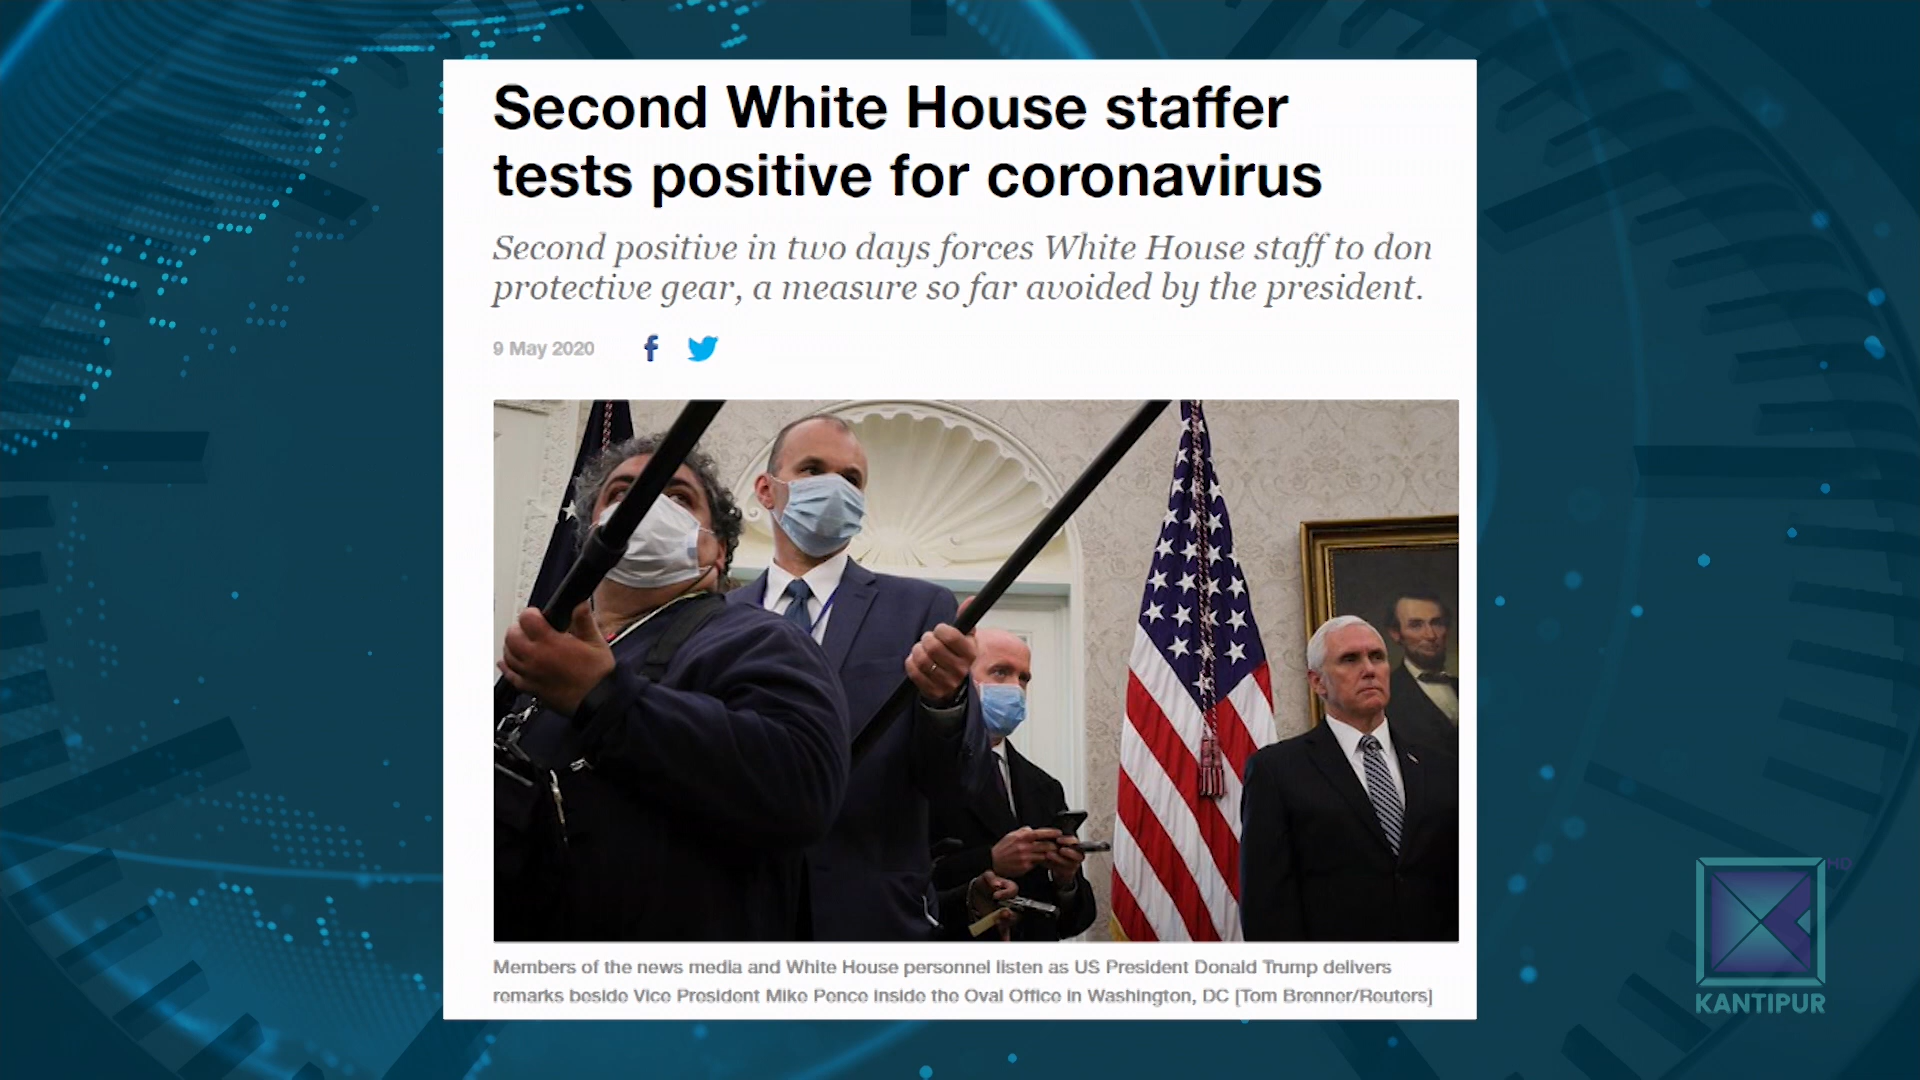 Second White House staffer
tests positive for coronavirus
Second positive in two days forces White House staff to don
protective gear, a measure so far avoided by the president.
9 May 2020
Members of the news media and White House personnel listen as US President Donald Trump delivers
remarks beside Vice President Mike Pence inside the Oval Office in Washington, DC [Tom Brenner/Reuters]
HD
KANTIPUR